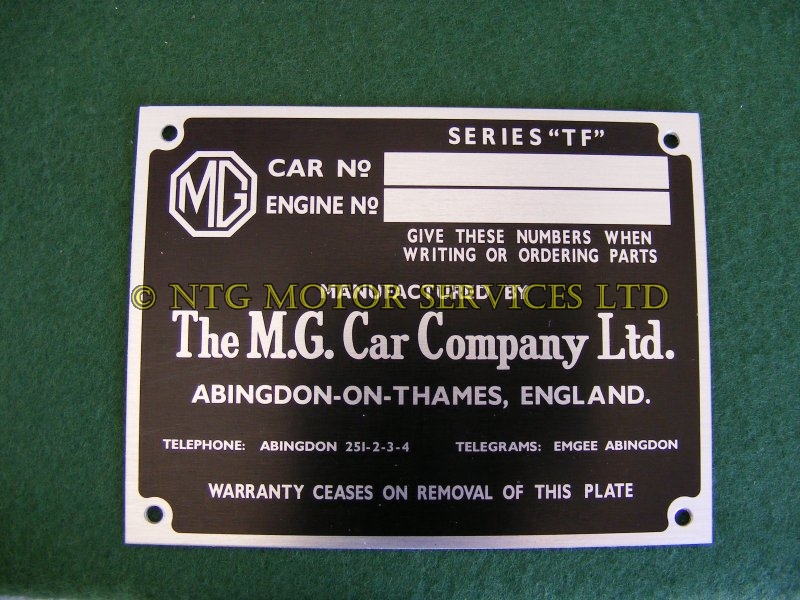 SERIES "TF"
MG
CAR No
ENGINE No
GIVE THESE NUMBERS WHEN
WRITING OR ORDERING PARTS
MANUFACTURED BY
© NTG MOTOR SERVICES LTD
The M.G. Car Company Ltd.
ABINGDON-ON-THAMES, ENGLAND.
TELEPHONE: ABINGDON 251-2-3-4 TELEGRAMS: EMGEE ABINGDON
WARRANTY CEASES ON REMOVAL OF THIS PLATE